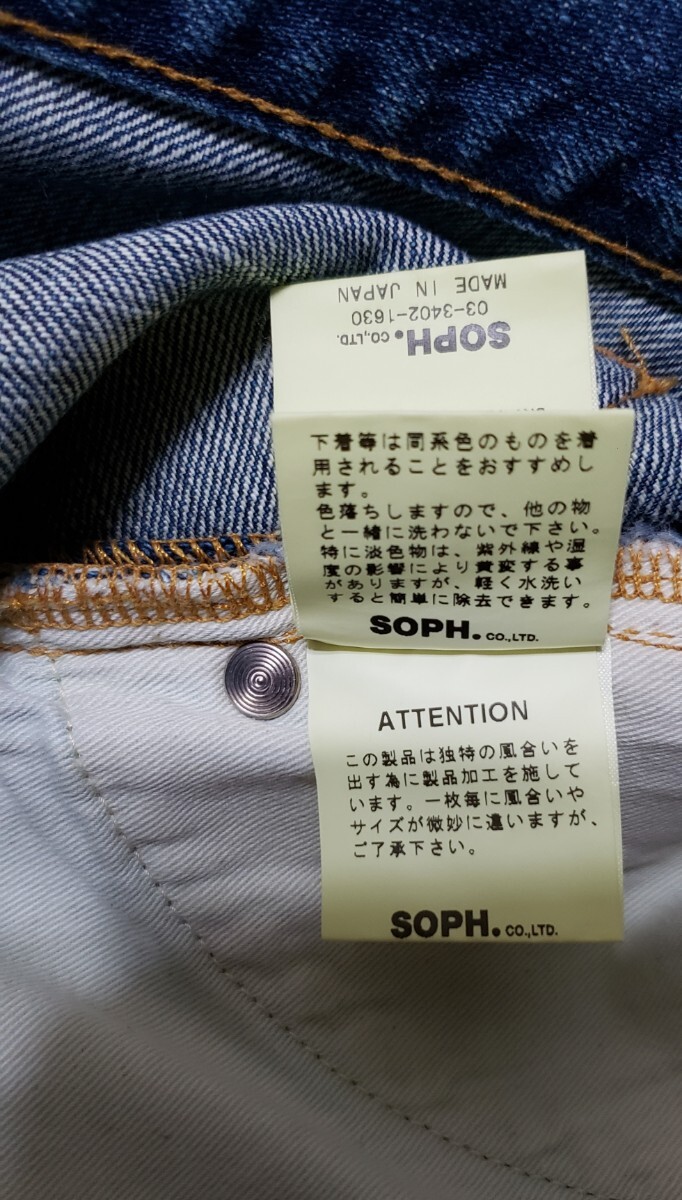 SOPH. CO.,LTD.
03-3402-1630
MADE IN JAPAN
下着等は同系色のものを着
用されることをおすすめし
ます。
色落ちしますので、他の物
と一緒に洗わないで下さい。
特に淡色物は、紫外線や湿
度の影響により黄変する事
がありますが、軽く水洗い
すると簡単に除去できます。
SOPH. CO.,LTD.
ATTENTION
この製品は独特の風合いを
出す為に製品加工を施して
います。一枚毎に風合いや
サイズが微妙に違いますが、
ご了承下さい。
SOPH. CO.,LTD.